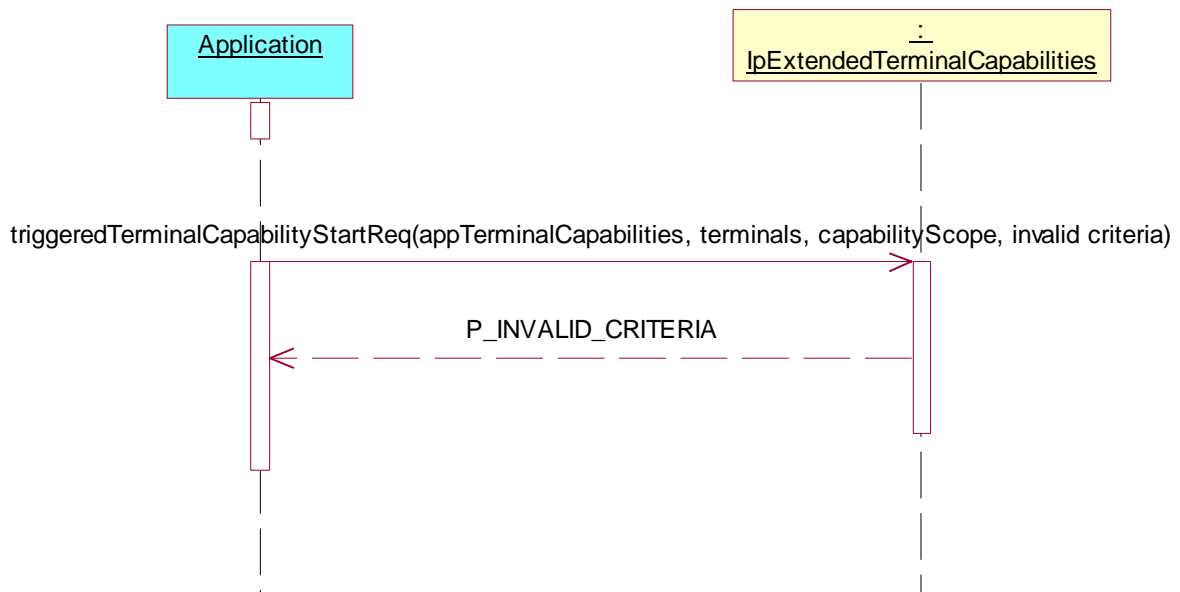 Application
:
IpExtendedTerminalCapabilities
triggeredTerminalCapabilityStartReq(appTerminalCapabilities, terminals, capabilityScope, invalid criteria)
P_INVALID_CRITERIA